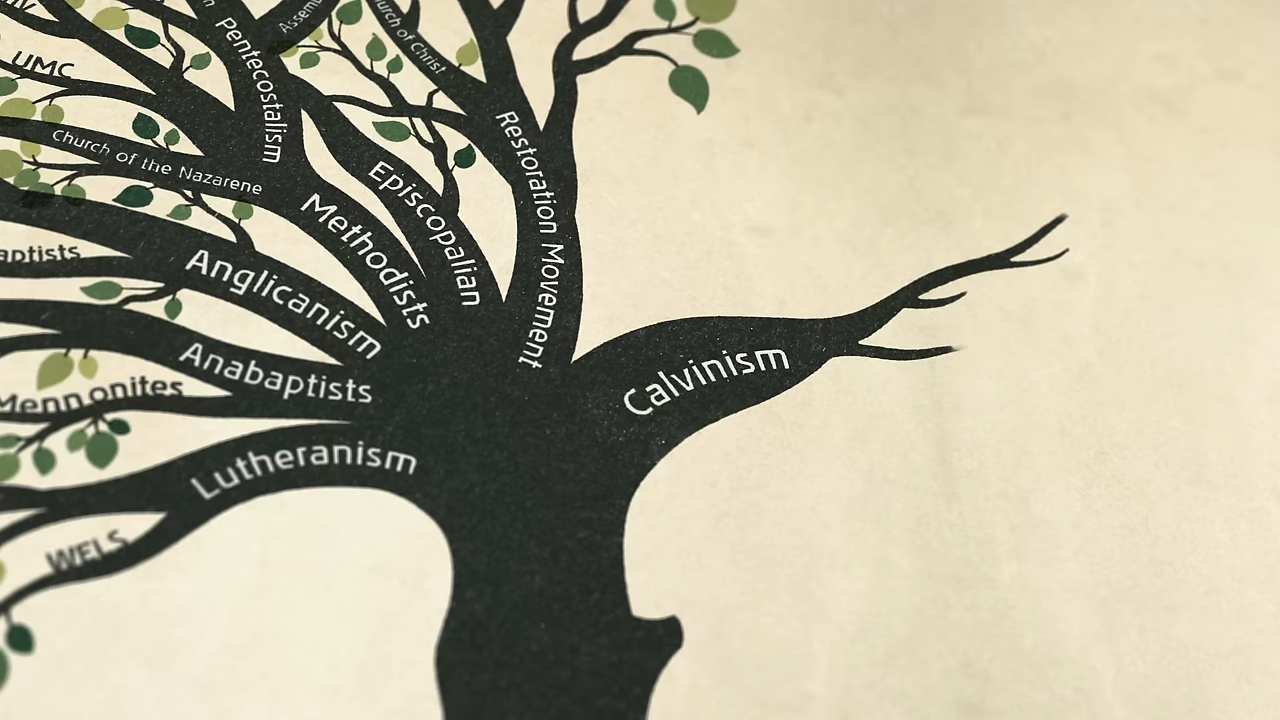 Pentecostalism
Church of Christ
UMC
Church of the Nazarene
Restoration Movement
Episcopalian
Methodists
Anglicanism
Anabaptists
Calvinism
Mennonites
Lutheranism
WELS